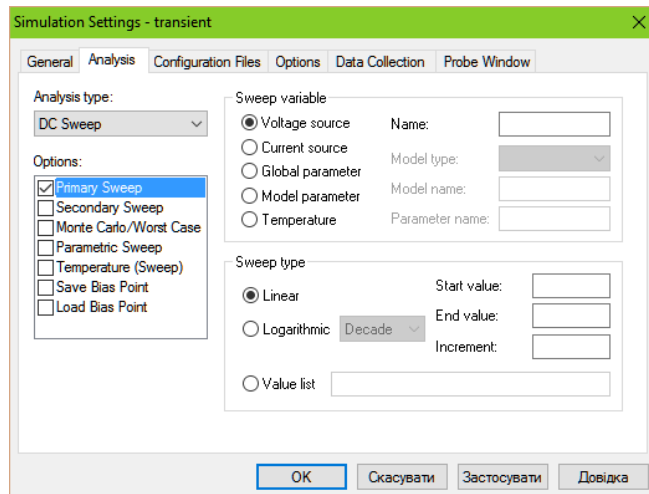 Simulation Settings - transient
General Analysis Configuration Files Options Data Collection Probe Window
Analysis type:
DC Sweep
Options:
Primary Sweep
Secondary Sweep
Monte Carlo/Worst Case
Parametric Sweep
Temperature (Sweep)
Save Bias Point
Load Bias Point
Sweep variable
Voltage source
Current source
Global parameter
Model parameter
Temperature
Name:
Model type:
Model name:
Parameter name:
Sweep type
Linear
Logarithmic Decade
Value list
Start value:
End value:
Increment:
OK Скасувати Застосувати Довідка